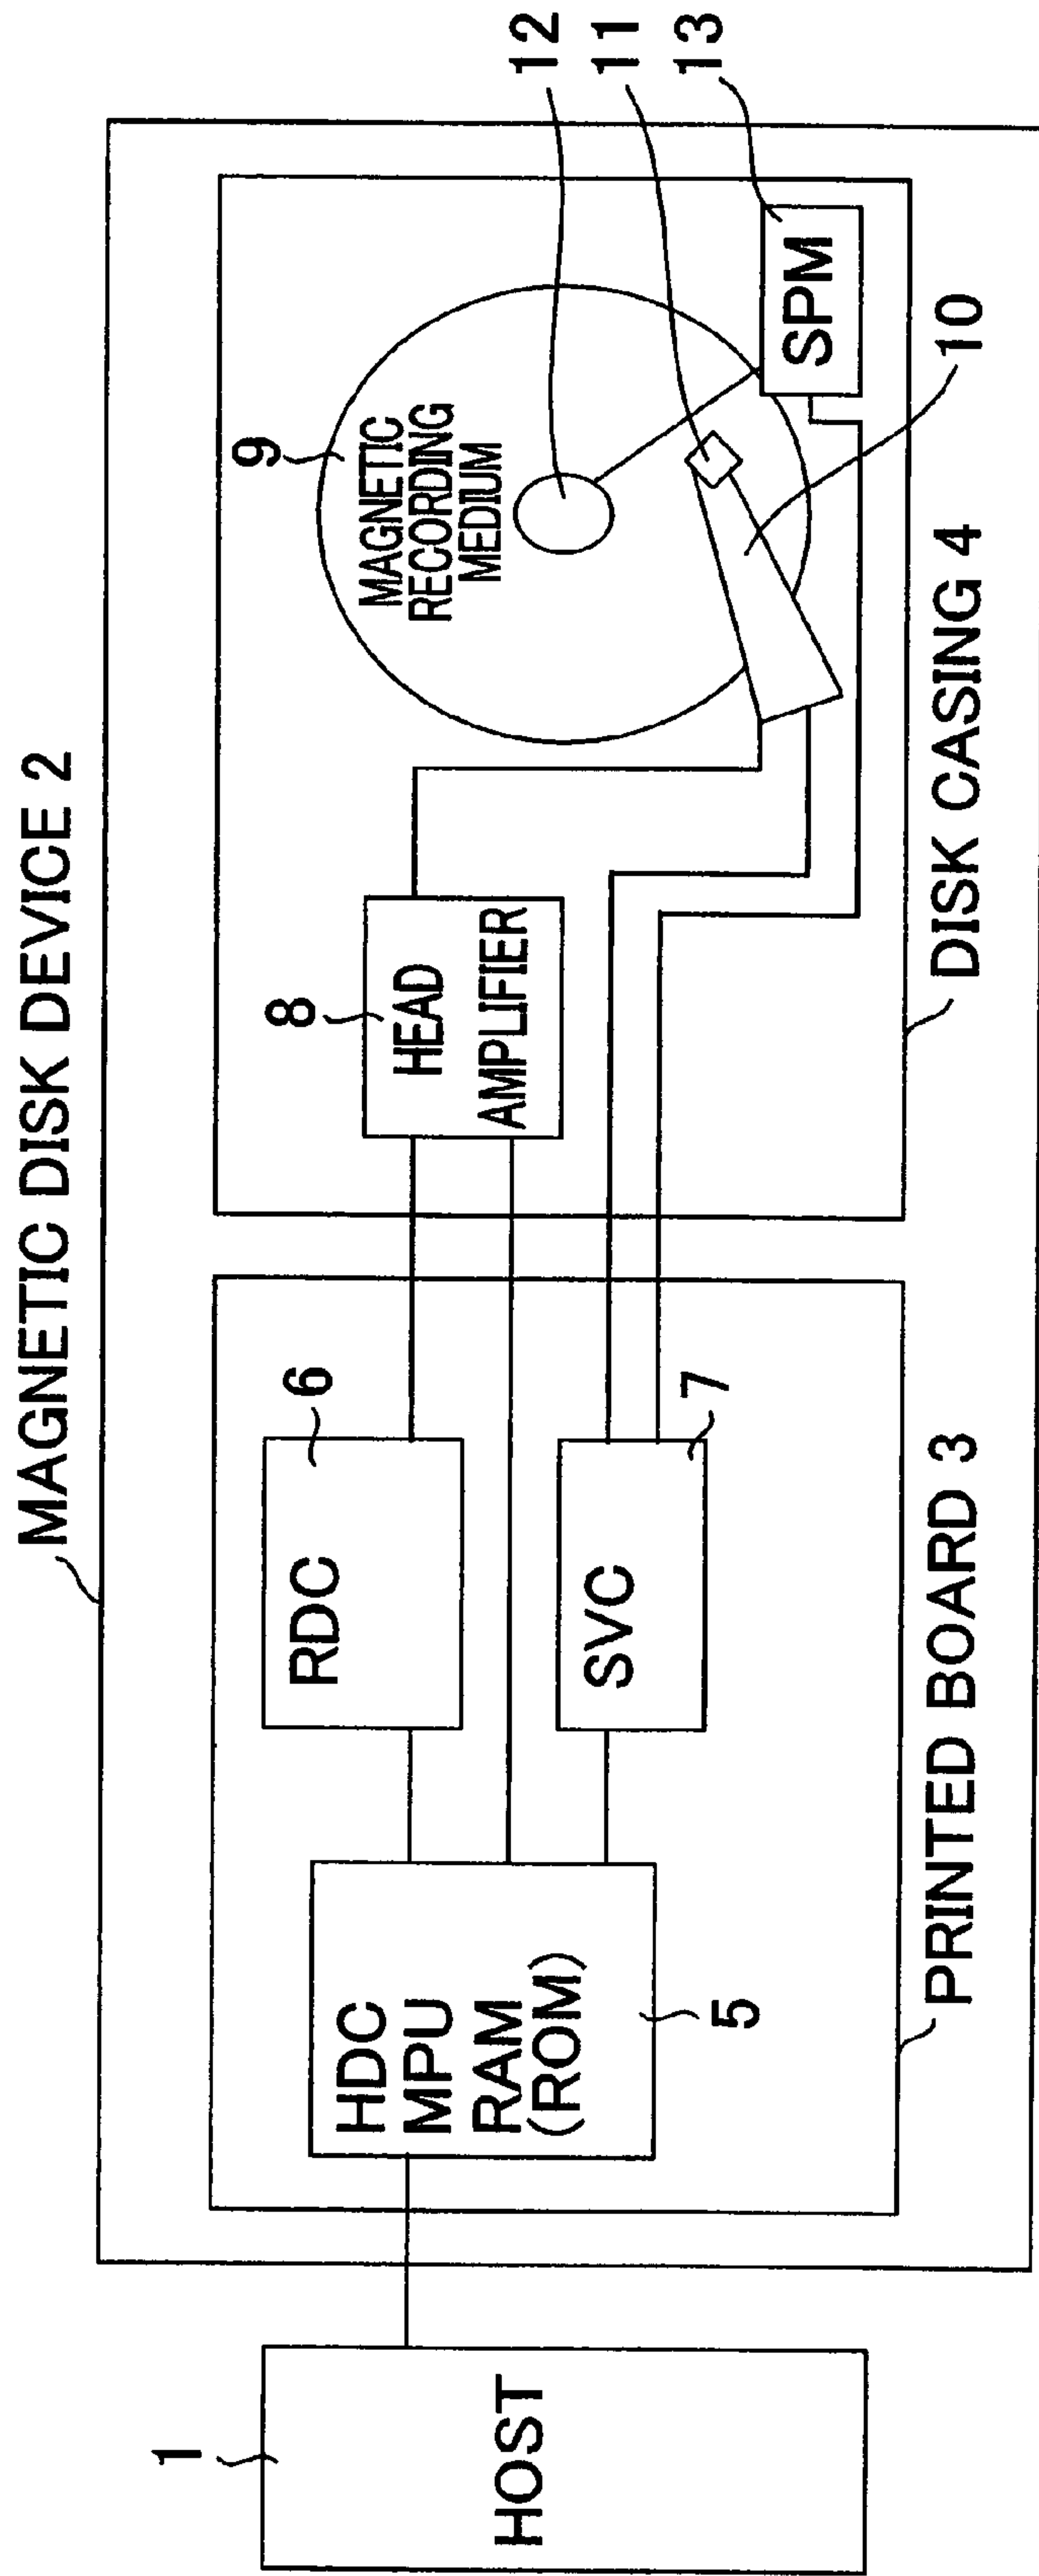 MAGNETIC DISK DEVICE 2
1
HOST
HDC
MPU
RAM
(ROM)
5
RDC
6
SVC
7
PRINTED BOARD 3
8
HEAD
AMPLIFIER
9
MAGNETIC
RECORDING
MEDIUM
12
11
13
SPM
10
DISK CASING 4